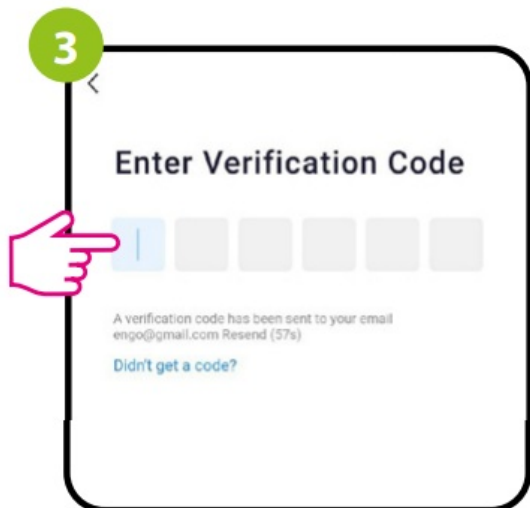 3
Enter Verification Code
A verification code has been sent to your email
engo@gmail.com Resend (57s)
Didn't get a code?